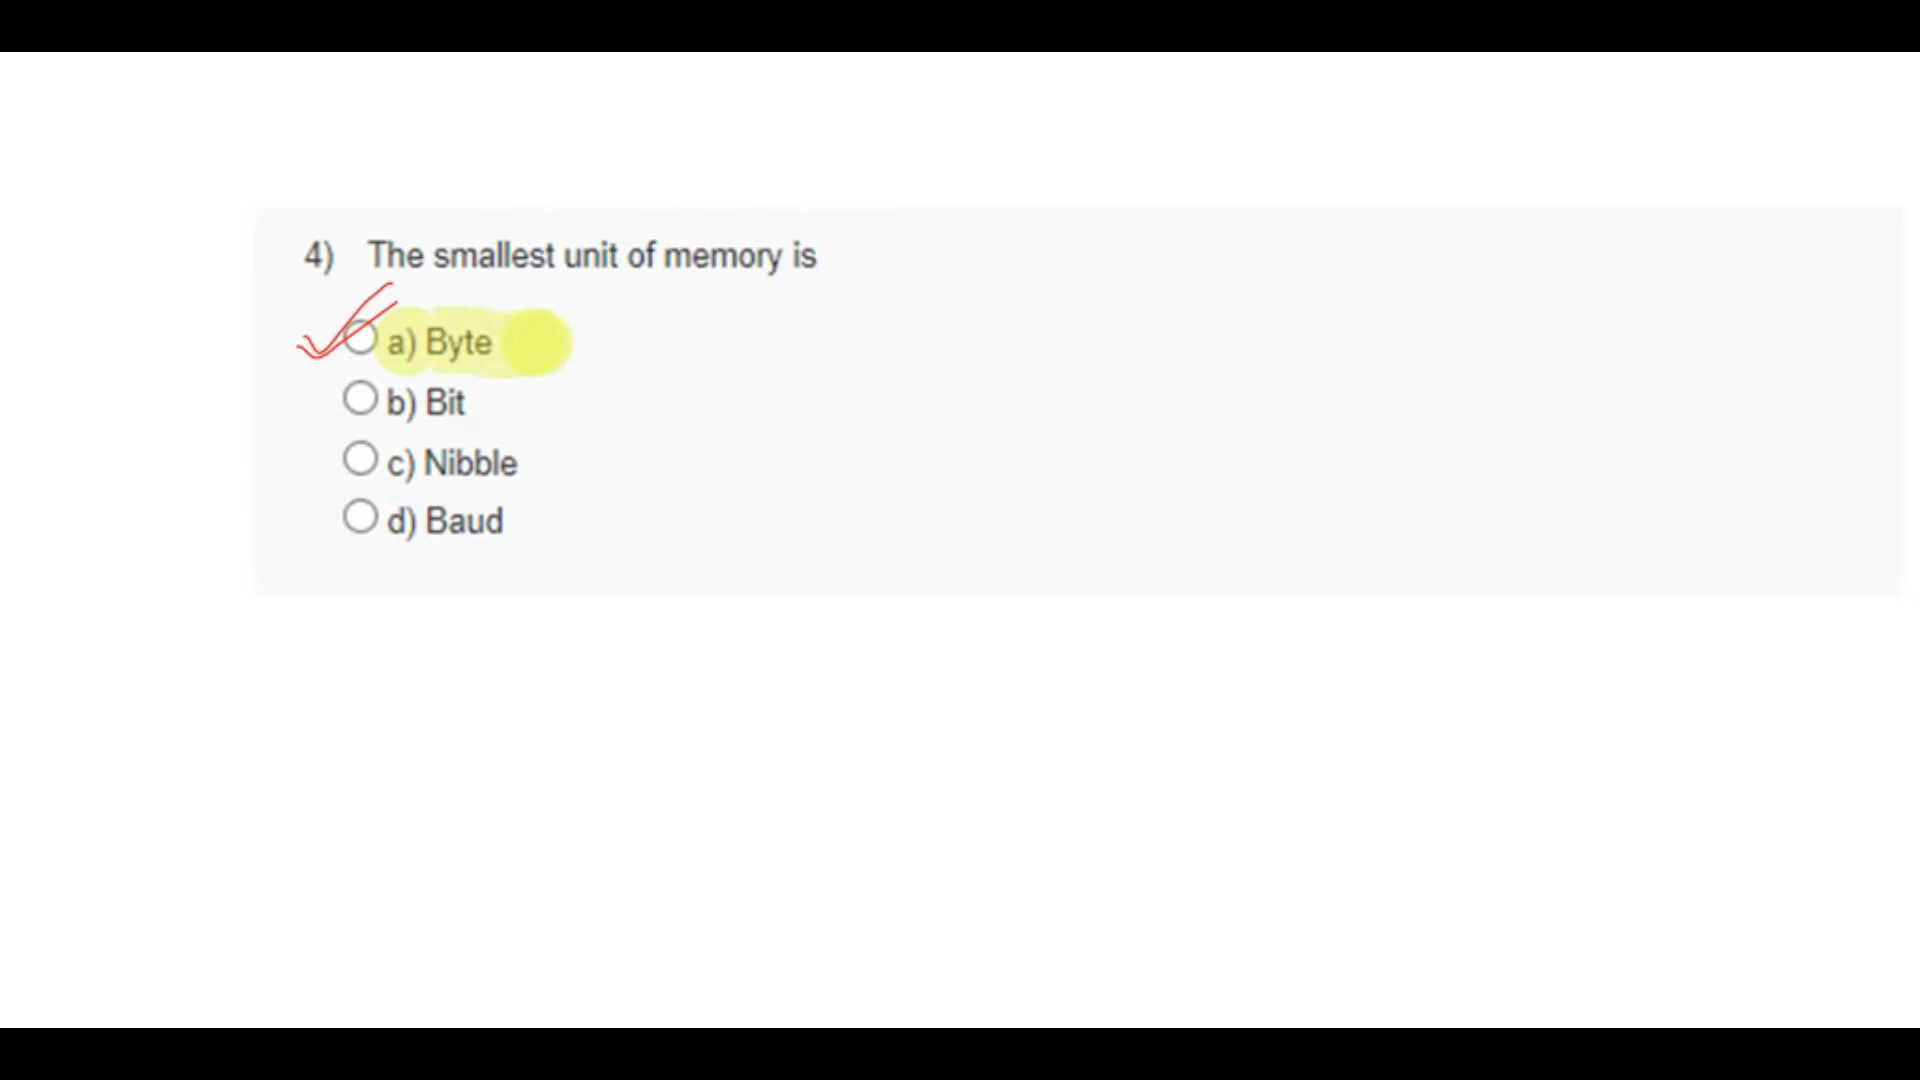 4) The smallest unit of memory is
a) Byte
b) Bit
c) Nibble
d) Baud